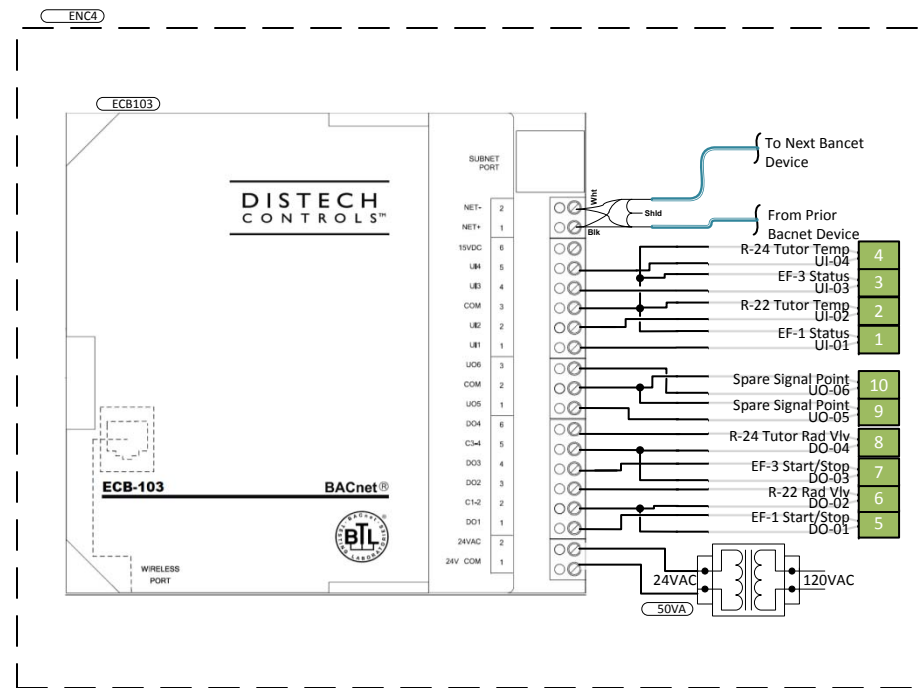 ENC4
ECB103
DISTECH
CONTROLS™
SUBNET
PORT
NET- 2
NET+ 1
15VDC 6
UI4 5
UI3 4
COM 3
UI2 2
UI1 1
UO6 3
COM 2
UO5 1
DO4 6
C3-4 5
DO3 4
DO2 3
C1-2 2
DO1 1
24VAC 2
24V COM 1
ECB-103 BACnet®
BTL
BACnet
TESTING LABORATORIES
WIRELESS
PORT
Wht
Blk
Shld
To Next Bancet
Device
From Prior
Bacnet Device
R-24 Tutor Temp
UI-04
4
EF-3 Status
UI-03
3
R-22 Tutor Temp
UI-02
2
EF-1 Status
UI-01
1
Spare Signal Point
UO-06
10
Spare Signal Point
UO-05
9
R-24 Tutor Rad Vlv
DO-04
8
EF-3 Start/Stop
DO-03
7
R-22 Rad Vlv
DO-02
6
EF-1 Start/Stop
DO-01
5
24VAC
120VAC
50VA